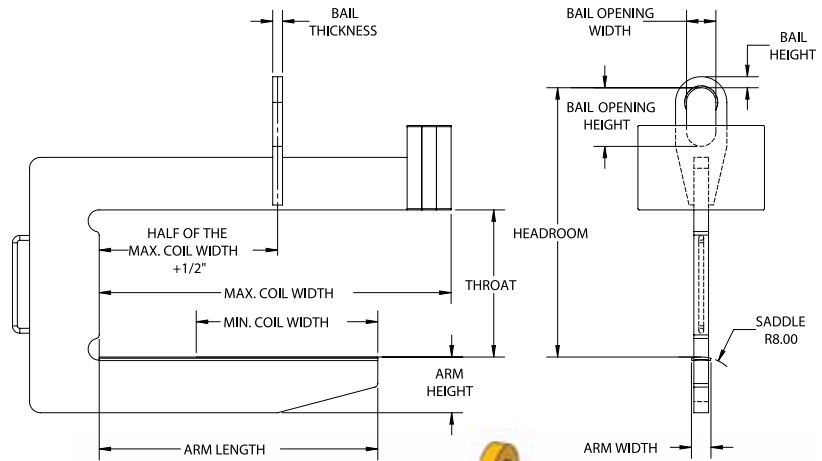 BAIL
THICKNESS
BAIL OPENING
WIDTH
BAIL
HEIGHT
BAIL OPENING
HEIGHT
HALF OF THE
MAX. COIL WIDTH
+1/2"
HEADROOM
THROAT
MAX. COIL WIDTH
MIN. COIL WIDTH
SADDLE
R8.00
ARM
HEIGHT
ARM LENGTH
ARM WIDTH